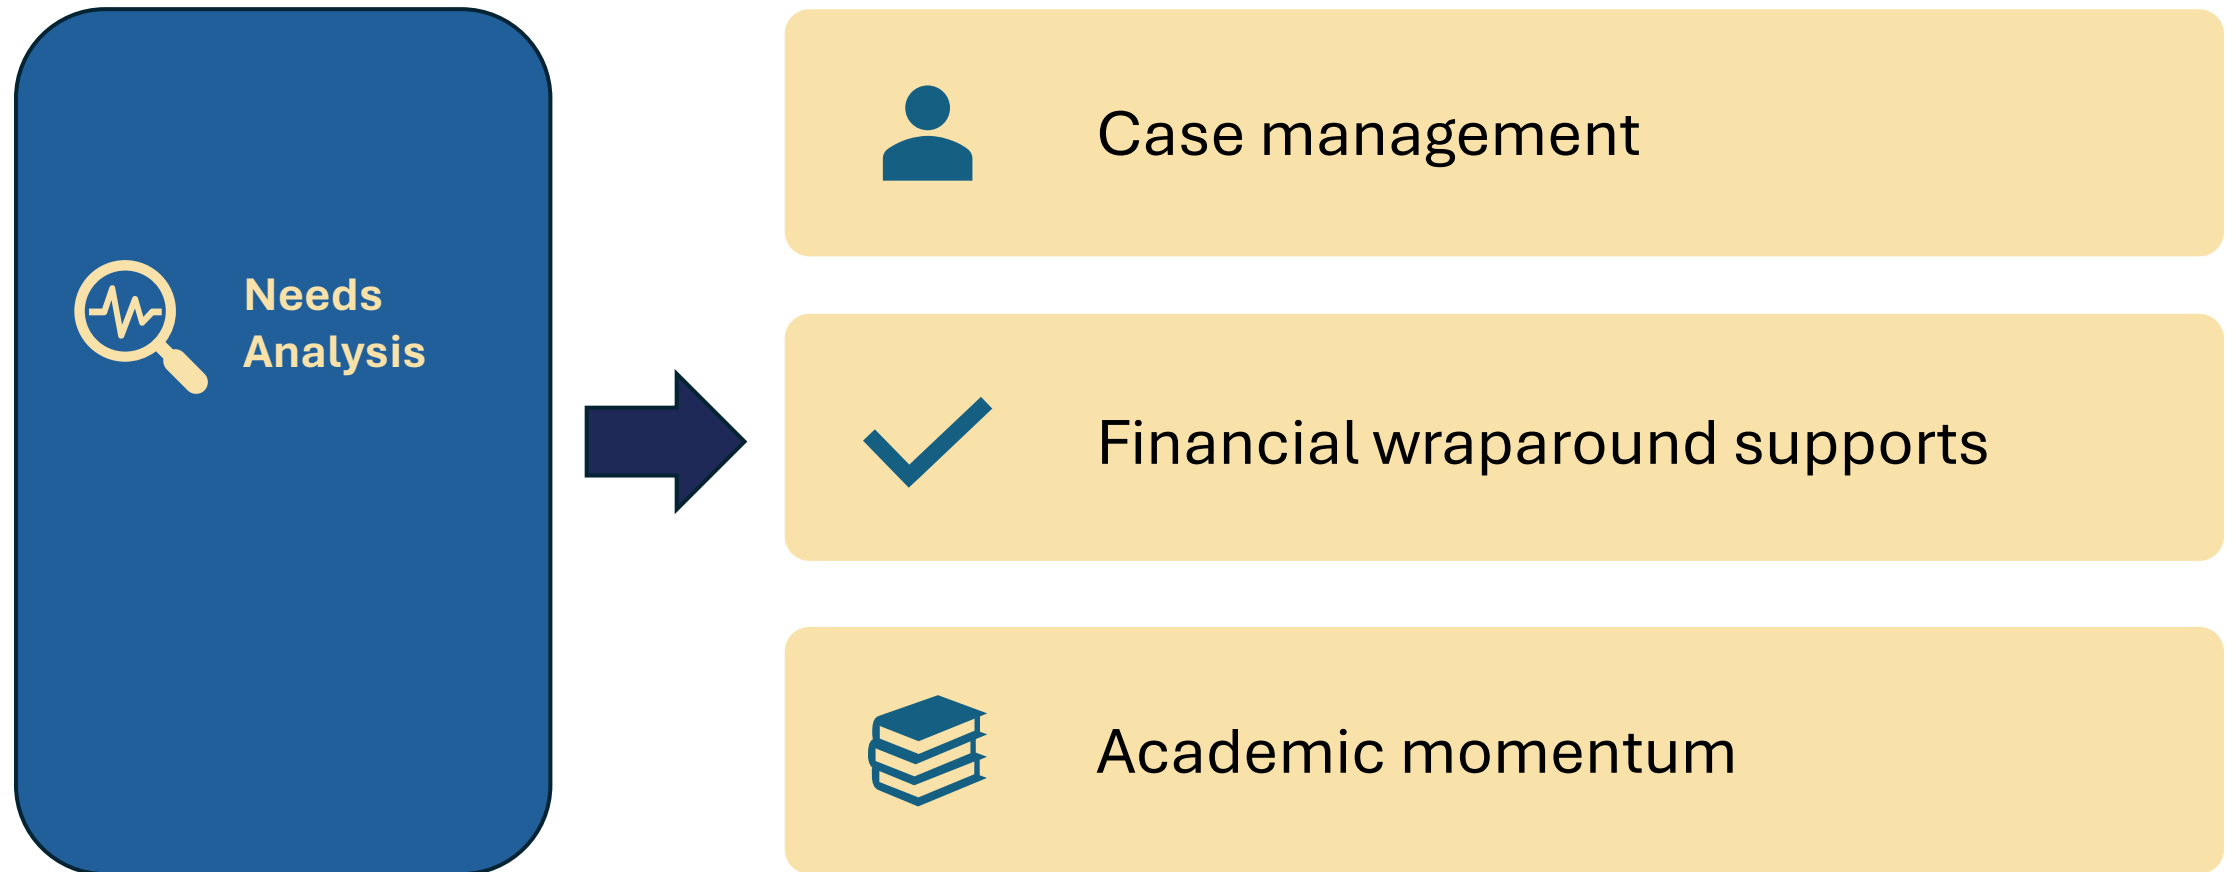 Needs
Analysis
Case management
Financial wraparound supports
Academic momentum